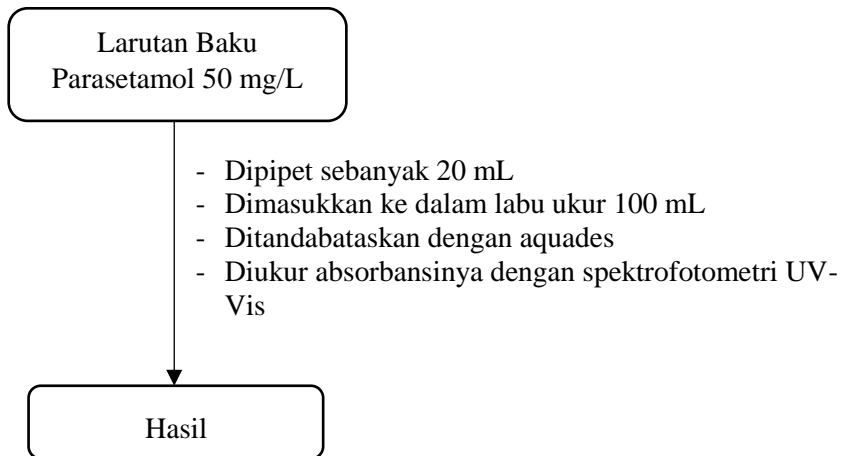 Larutan Baku
Parasetamol 50 mg/L
- Dipipet sebanyak 20 mL
- Dimasukkan ke dalam labu ukur 100 mL
- Ditandabataskan dengan aquades
- Diukur absorbansinya dengan spektrofotometri UV-
Vis
Hasil